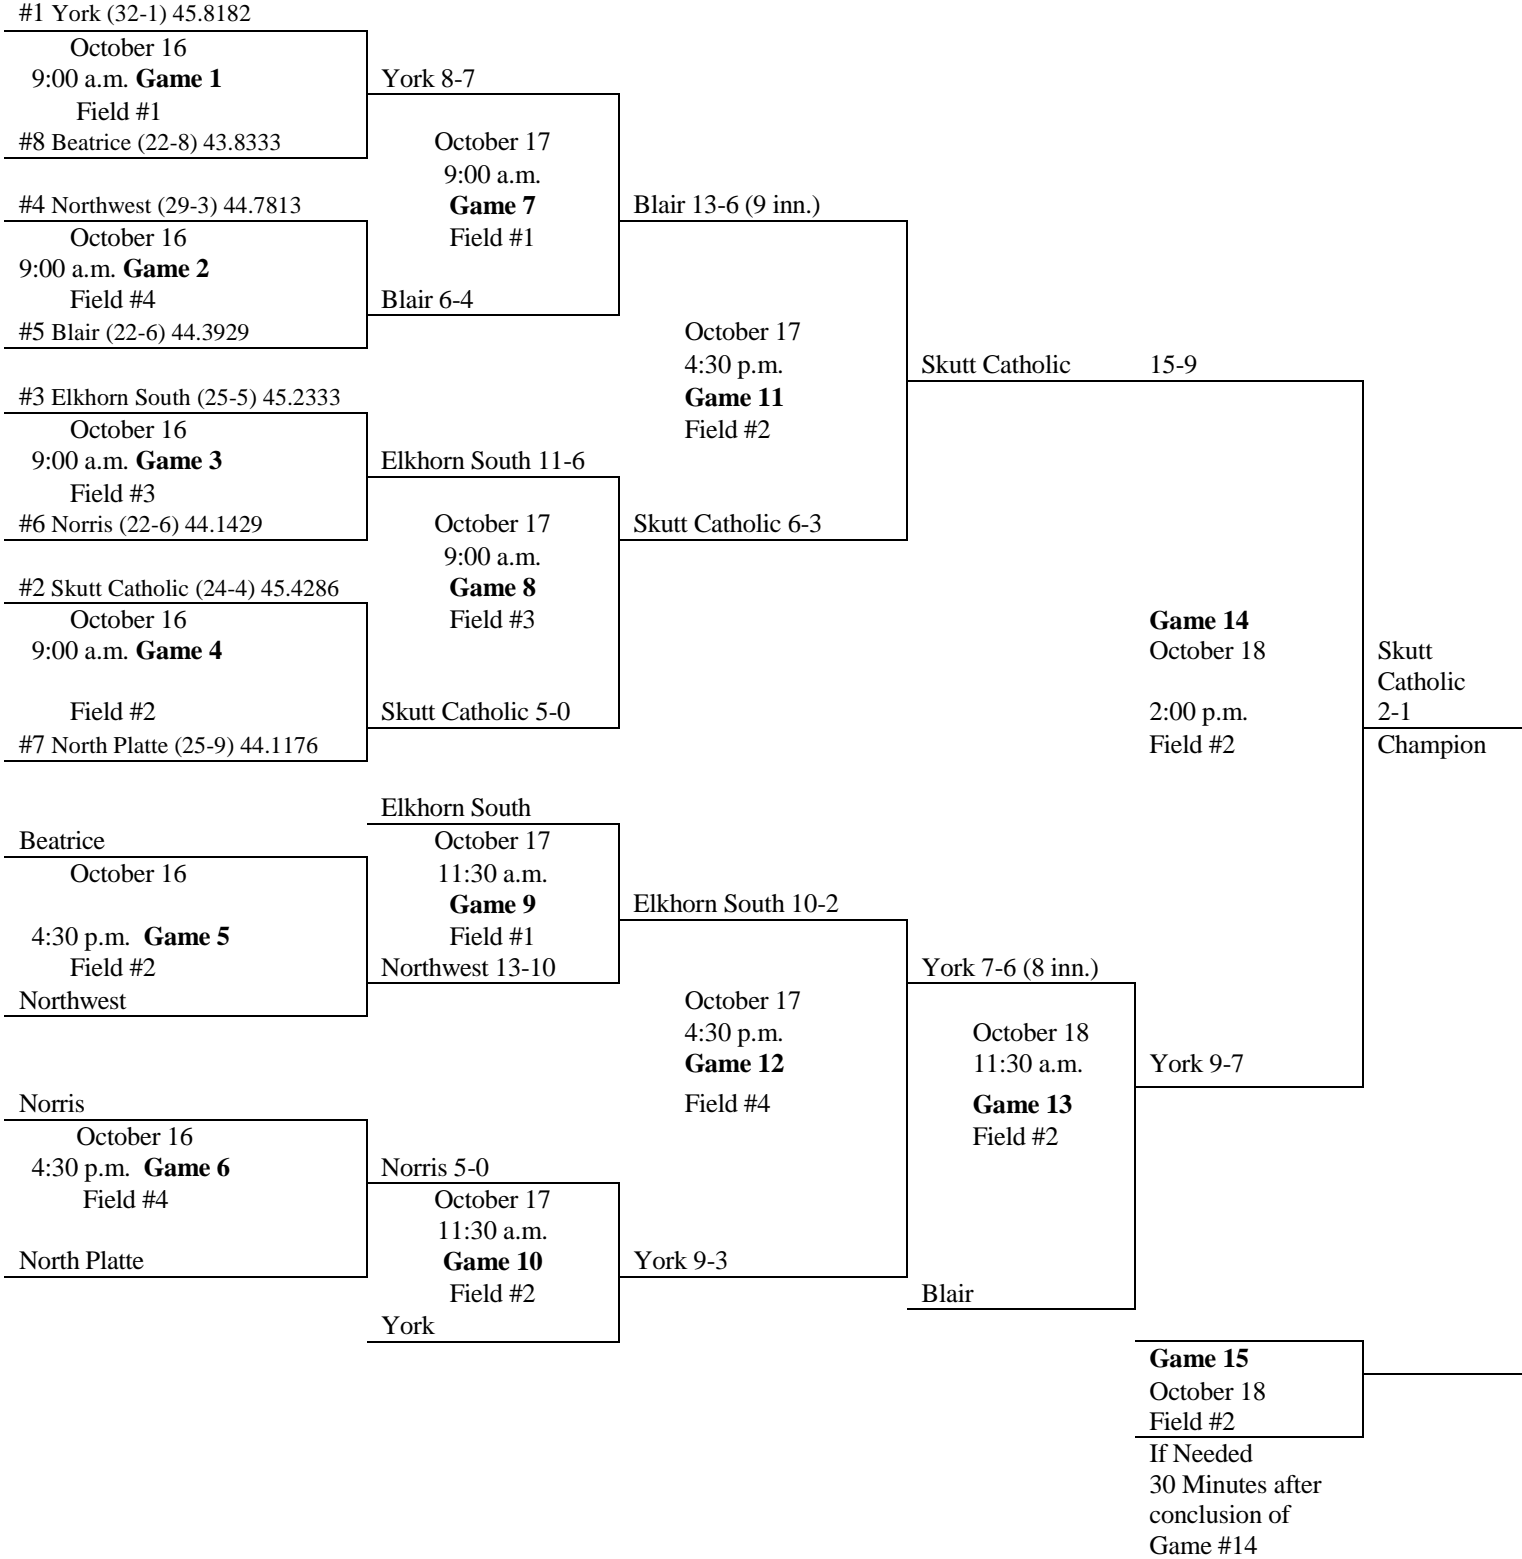 #1 York (32-1) 45.8182
October 16
9:00 a.m. Game 1
Field #1
#8 Beatrice (22-8) 43.8333
#4 Northwest (29-3) 44.7813
October 16
9:00 a.m. Game 2
Field #4
#5 Blair (22-6) 44.3929
#3 Elkhorn South (25-5) 45.2333
October 16
9:00 a.m. Game 3
Field #3
#6 Norris (22-6) 44.1429
#2 Skutt Catholic (24-4) 45.4286
October 16
9:00 a.m. Game 4
Field #2
#7 North Platte (25-9) 44.1176
Beatrice
October 16
4:30 p.m. Game 5
Field #2
Northwest
Norris
October 16
4:30 p.m. Game 6
Field #4
North Platte
York 8-7
October 17
9:00 a.m.
Game 7
Field #1
Blair 6-4
Elkhorn South 11-6
October 17
9:00 a.m.
Game 8
Field #3
Skutt Catholic 5-0
Elkhorn South
October 17
11:30 a.m.
Game 9
Field #1
Northwest 13-10
Norris 5-0
October 17
11:30 a.m.
Game 10
Field #2
York
Blair 13-6 (9 inn.)
October 17
4:30 p.m.
Game 11
Field #2
Skutt Catholic 6-3
Elkhorn South 10-2
October 17
4:30 p.m.
Game 12
Field #4
York 9-3
Skutt Catholic 15-9
York 7-6 (8 inn.)
October 18
11:30 a.m.
Game 13
Field #2
Blair
Game 14
October 18
2:00 p.m.
Field #2
York 9-7
Skutt
Catholic
2-1
Champion
Game 15
October 18
Field #2
If Needed
30 Minutes after
conclusion of
Game #14